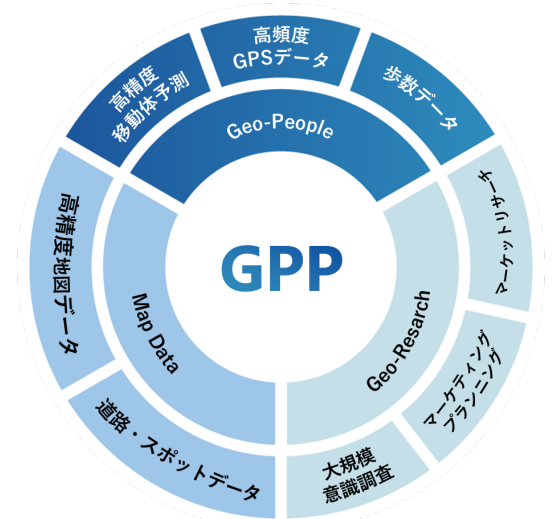 高精度
移動体予測
高頻度
GPSデータ
歩数データ
Geo-People
マーケットリサーチ
マーケティング
プランニング
大規模
意識調査
Geo-Resarch
高精度地図データ
道路・スポットデータ
Map Data
GPP